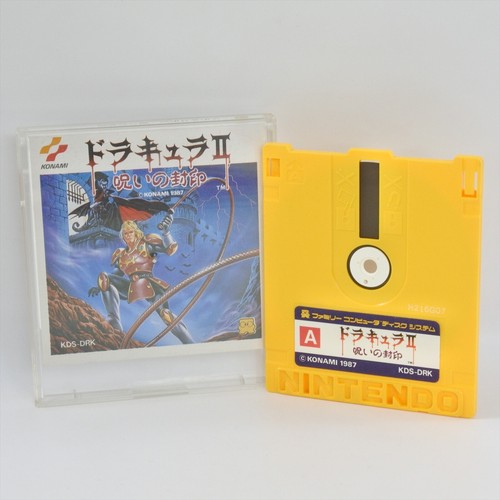 KONAMI
ドラキュラII
呪いの封印
TM
© KONAMI 1987
KDS-DRK
ファミリー コンピュータ ディスク システム
A
ドラキュラII
呪いの封印
© KONAMI 1987
KDS-DRK
NINTENDO